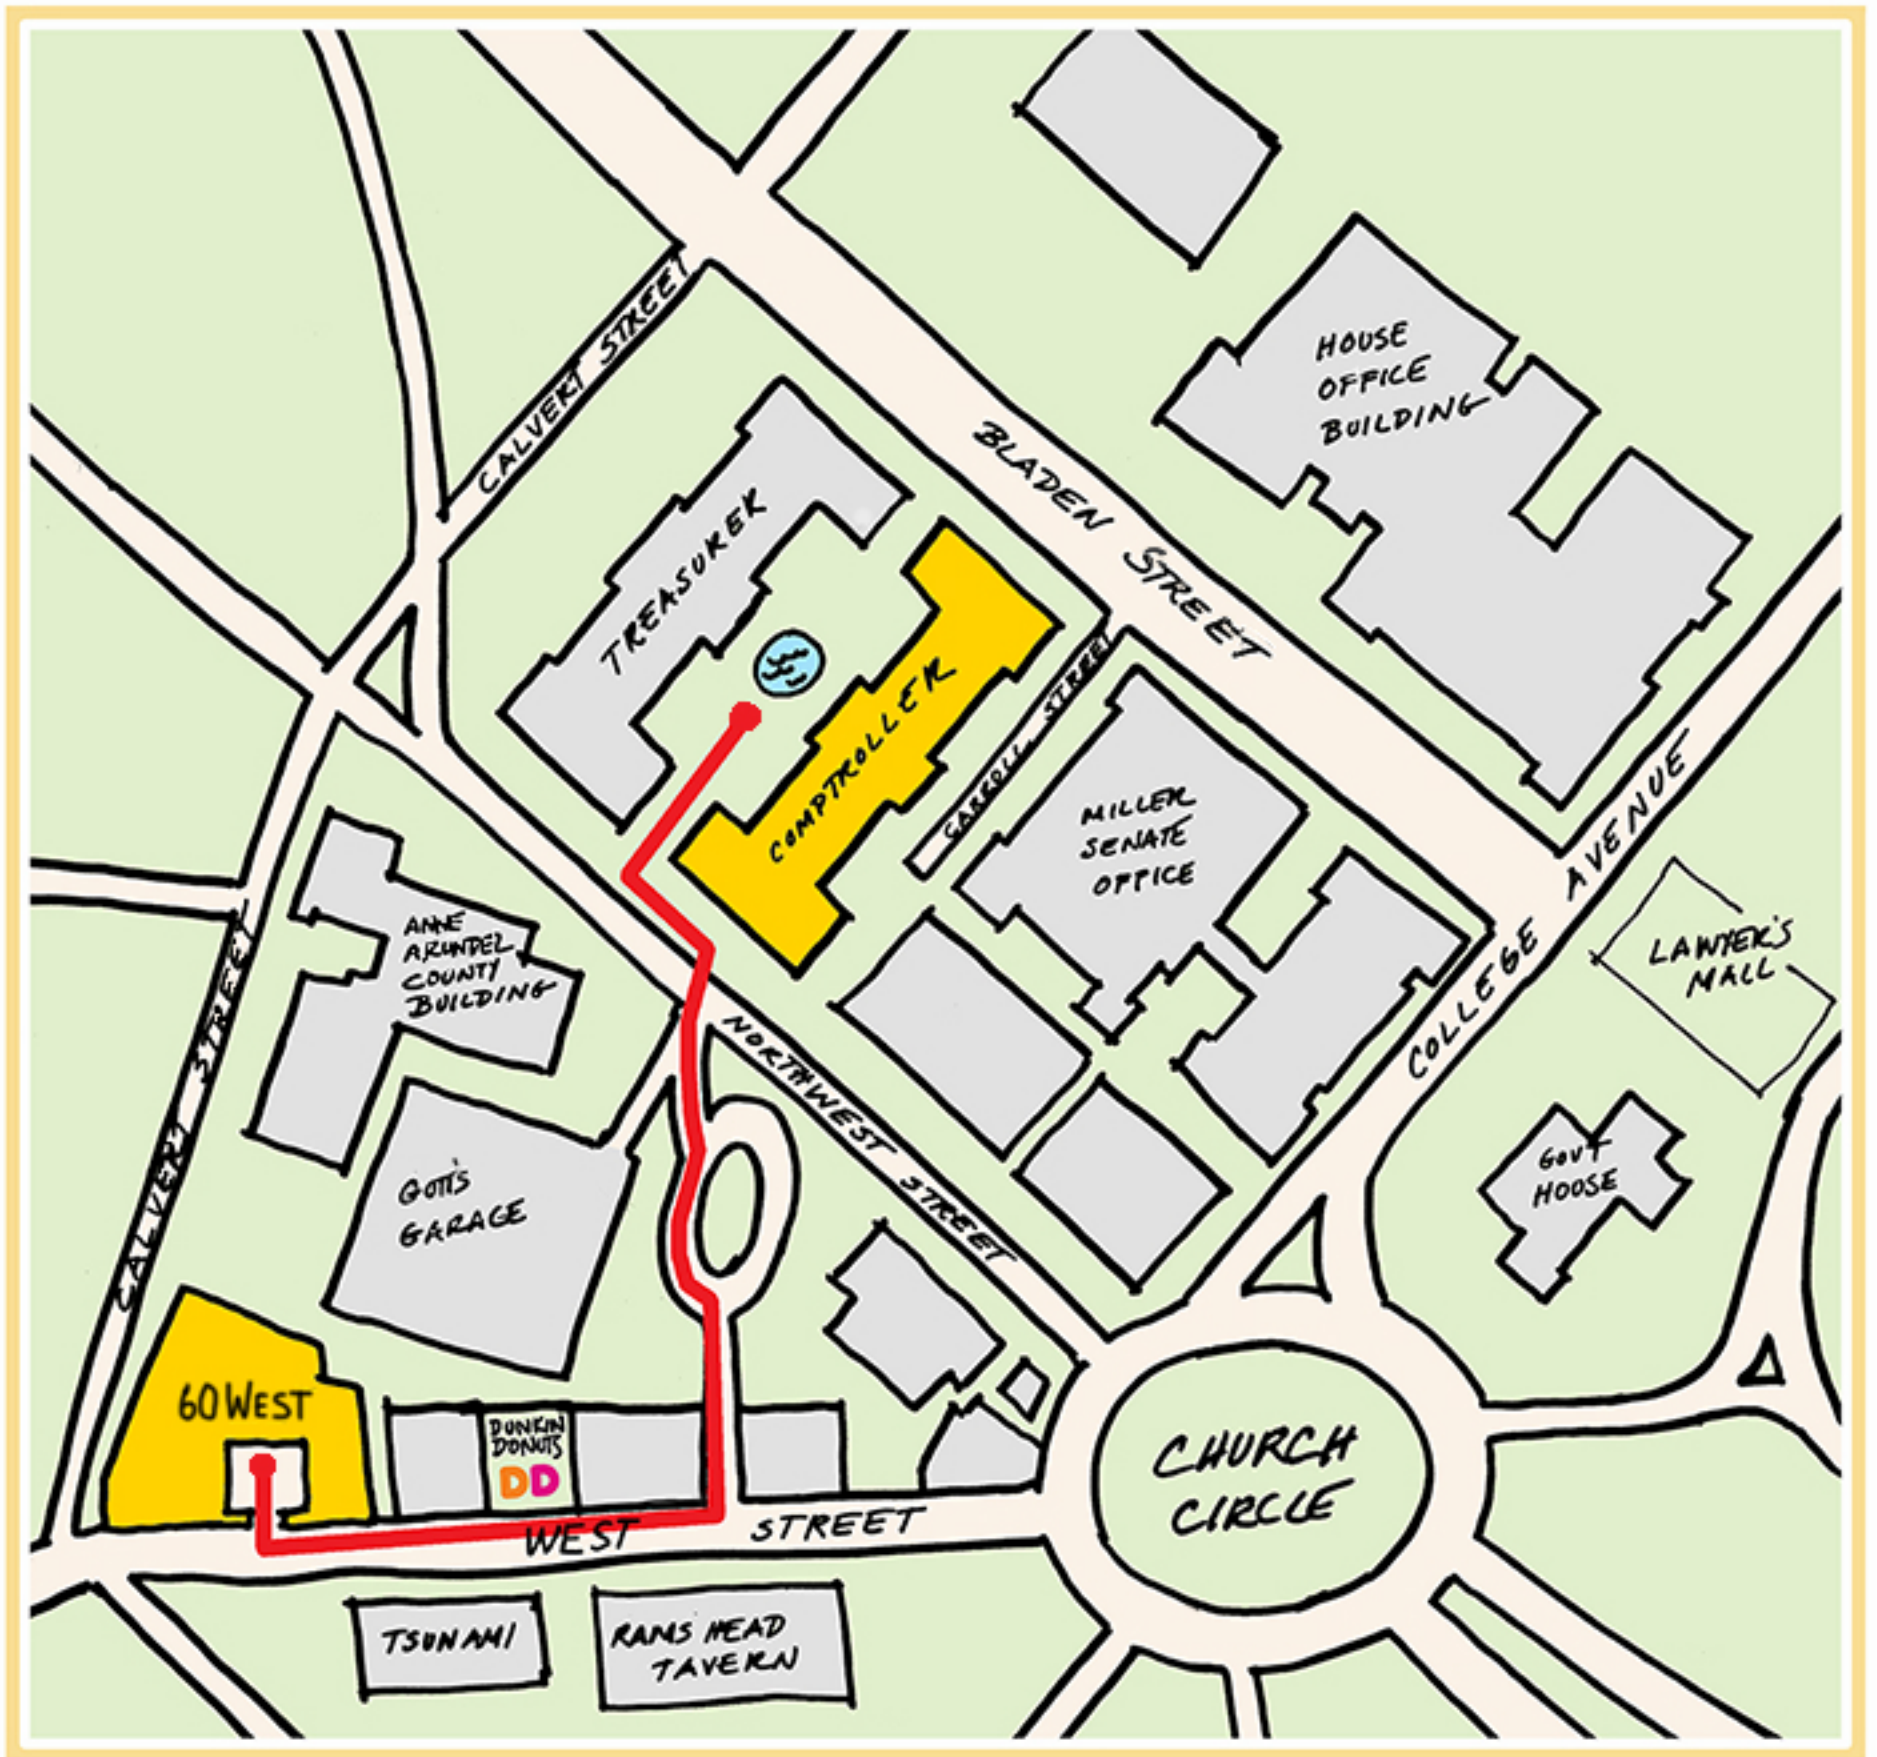 CALVERT STREET
HOUSE
OFFICE
BUILDING
BLADEN STREET
TREASURER
COMPTROLLER
CARROLL STREET
MILLER
SENATE
OFFICE
COLLEGE AVENUE
LAWYER'S
MALL
ANNE
ARUNDEL
COUNTY
BUILDING
CALVERT STREET
NORTHWEST STREET
GOV'T
HOOSE
GOTT'S
GARAGE
60 WEST
DUNKIN
DONUTS
DD
WEST STREET
CHURCH
CIRCLE
TSUNAMI
RAMS HEAD
TAVERN